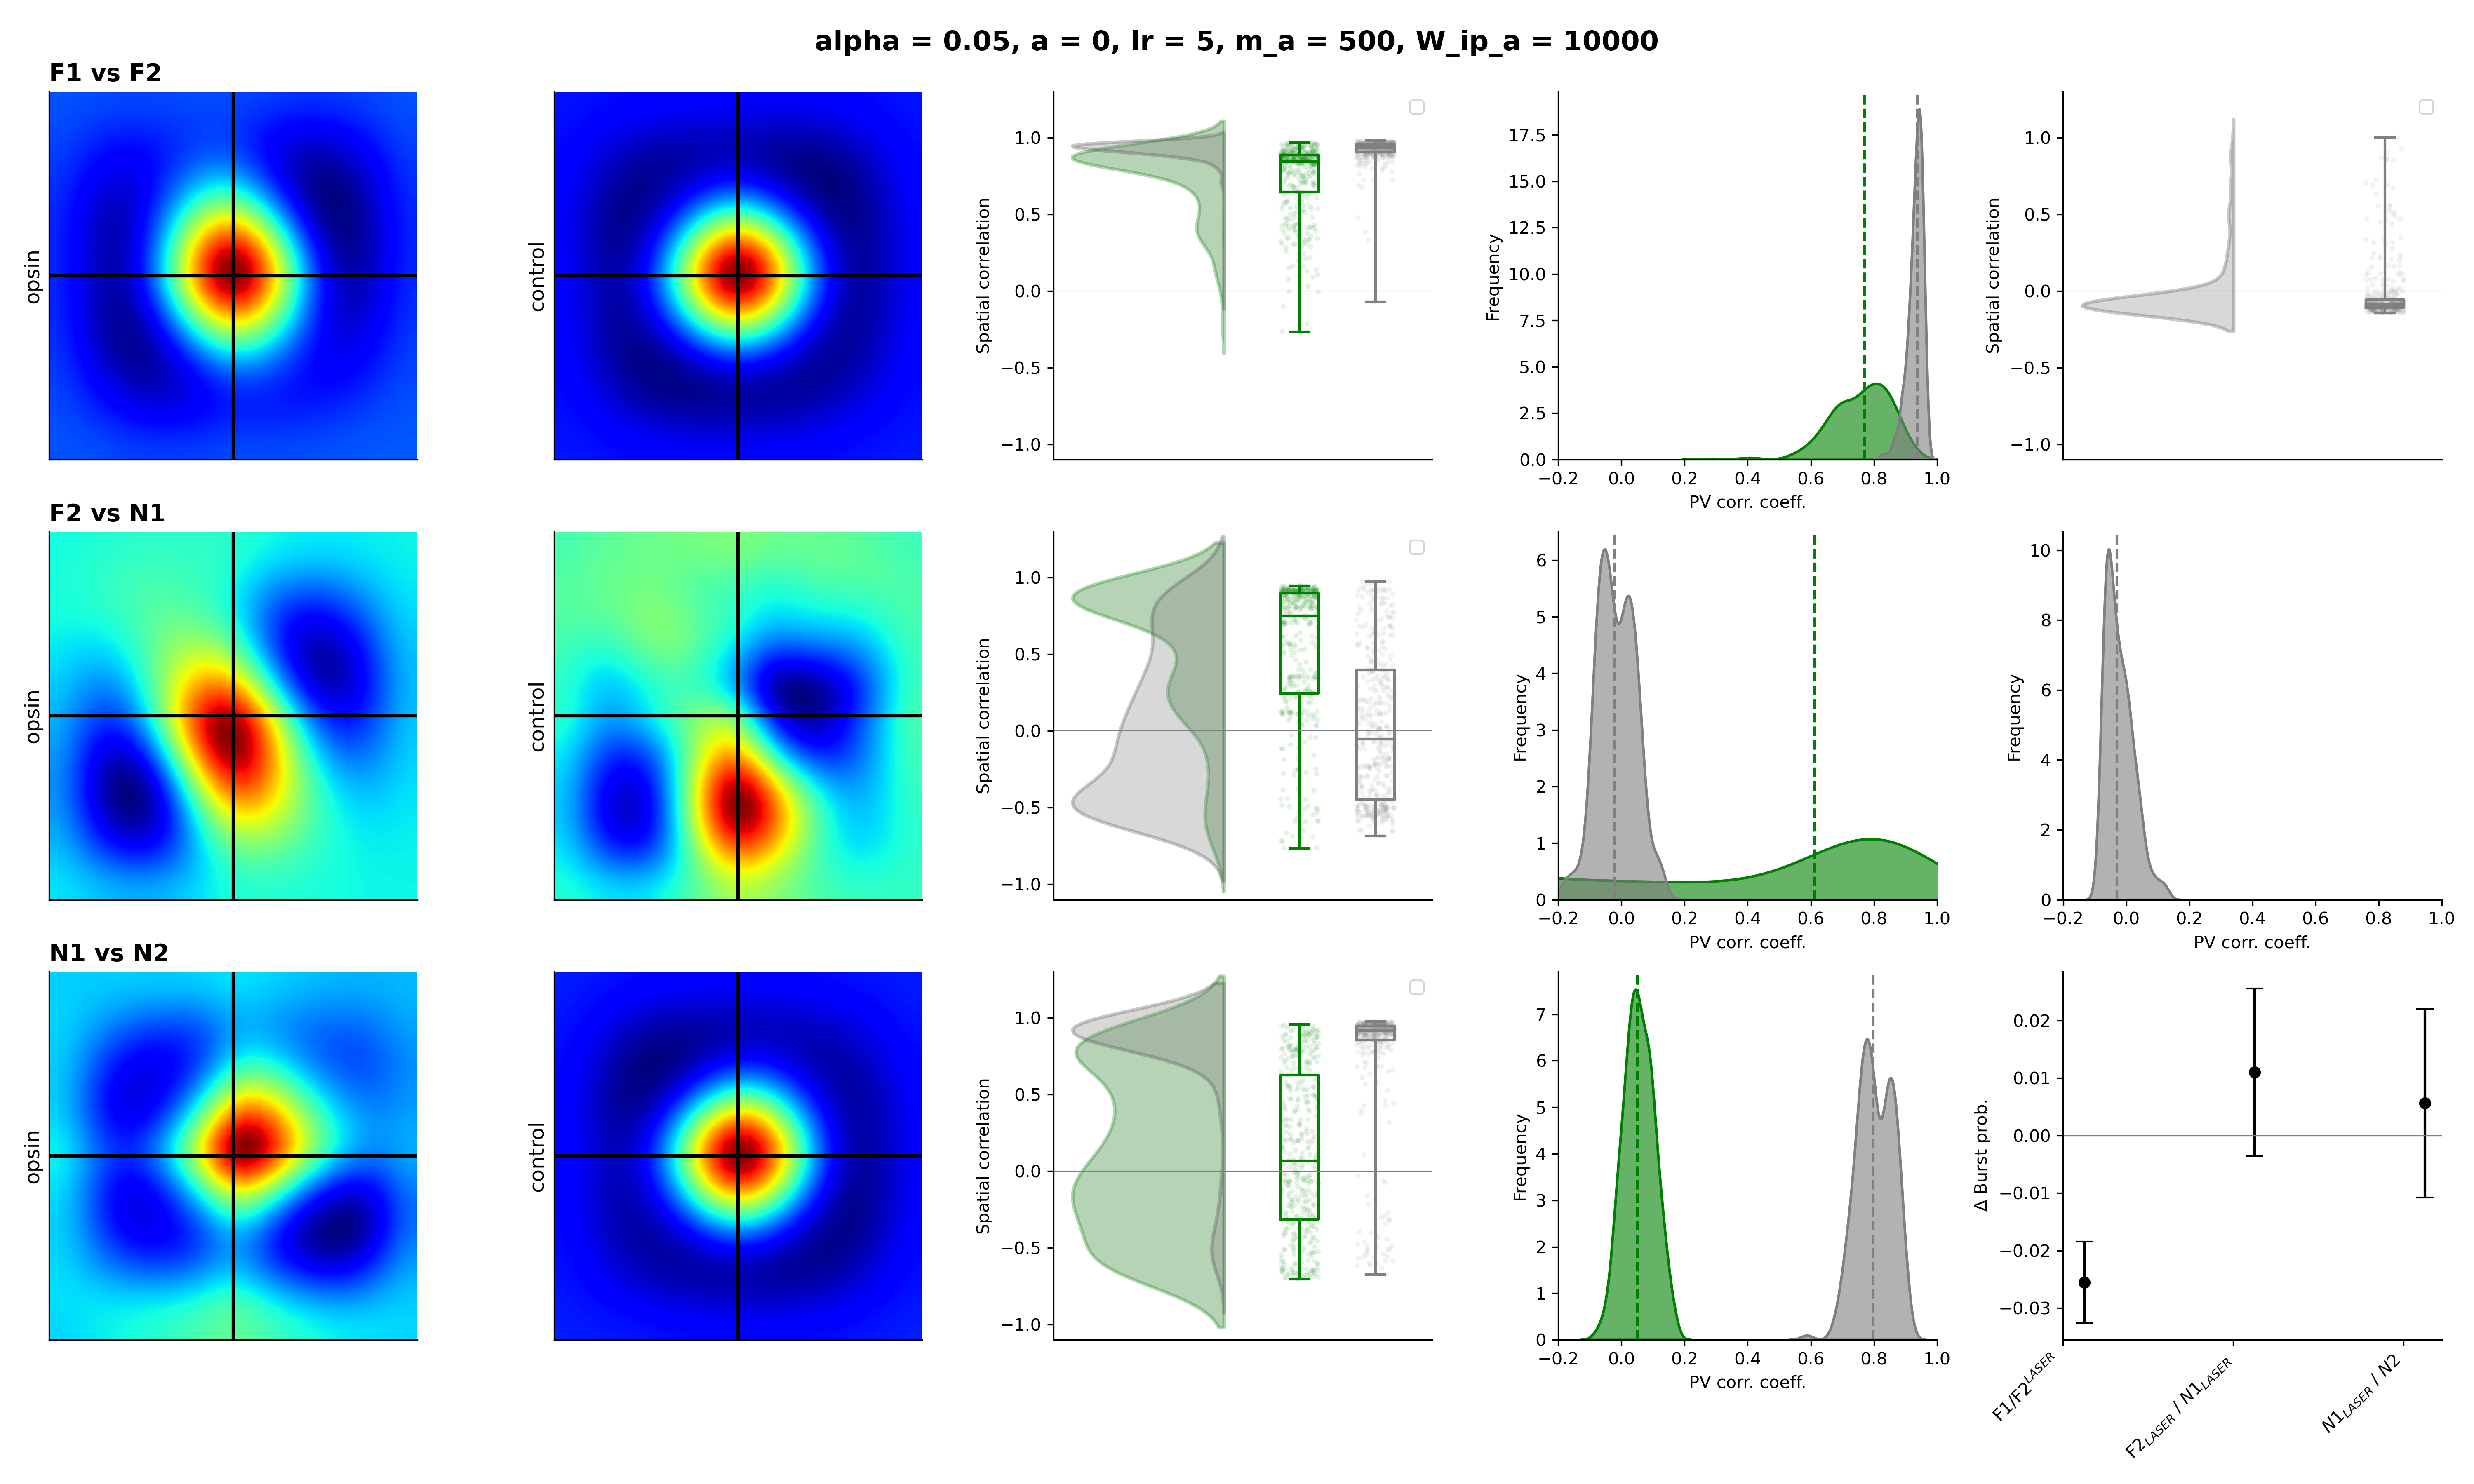 alpha = 0.05, a = 0, lr = 5, m_a = 500, W_ip_a = 10000
F1 vs F2
opsin
control
Spatial correlation
1.0
0.5
0.0
−0.5
−1.0
Frequency
17.5
15.0
12.5
10.0
7.5
5.0
2.5
0.0
−0.2 0.0 0.2 0.4 0.6 0.8 1.0
PV corr. coeff.
Spatial correlation
1.0
0.5
0.0
−0.5
−1.0
F2 vs N1
opsin
control
Spatial correlation
1.0
0.5
0.0
−0.5
−1.0
Frequency
6
5
4
3
2
1
0
−0.2 0.0 0.2 0.4 0.6 0.8 1.0
PV corr. coeff.
Frequency
10
8
6
4
2
0
−0.2 0.0 0.2 0.4 0.6 0.8 1.0
PV corr. coeff.
N1 vs N2
opsin
control
Spatial correlation
1.0
0.5
0.0
−0.5
−1.0
Frequency
7
6
5
4
3
2
1
0
−0.2 0.0 0.2 0.4 0.6 0.8 1.0
PV corr. coeff.
Δ Burst prob.
0.02
0.01
0.00
−0.01
−0.02
−0.03
F1/F2^LASER
F2_LASER / N1_LASER
N1_LASER / N2